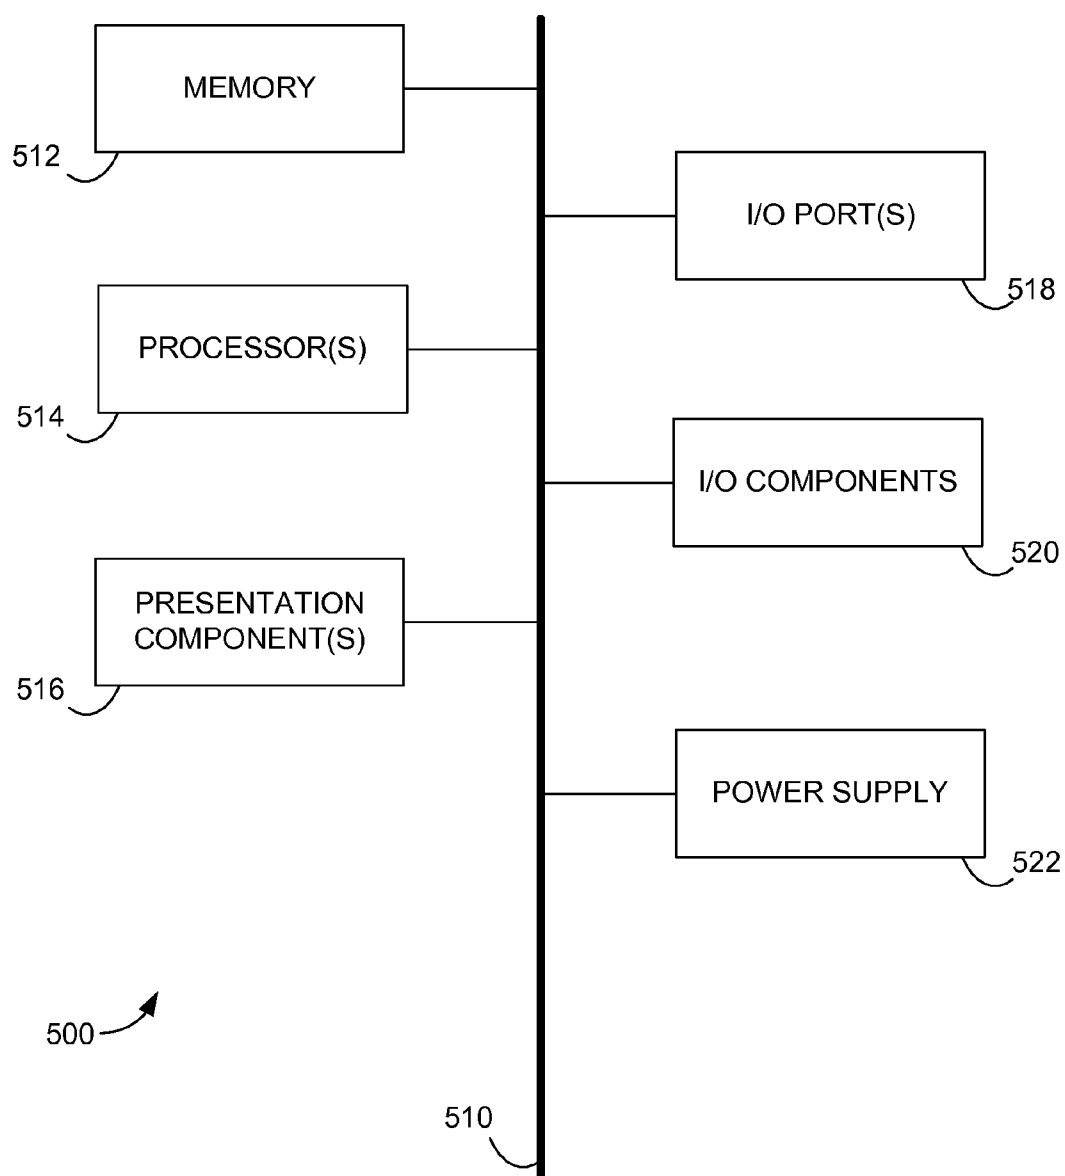 MEMORY
512
I/O PORT(S)
518
PROCESSOR(S)
514
I/O COMPONENTS
520
PRESENTATION
COMPONENT(S)
516
POWER SUPPLY
522
500
510